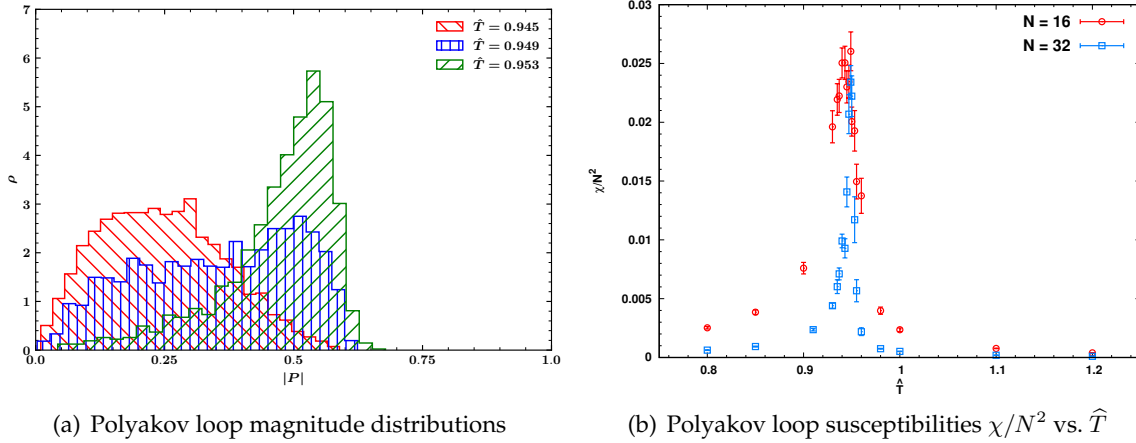 7
6
5
4
3
2
1
0
ρ
T̂ = 0.945
T̂ = 0.949
T̂ = 0.953
0.0 0.25 0.5 0.75 1.0
|P|
(a) Polyakov loop magnitude distributions
0.03
0.025
0.02
0.015
0.01
0.005
0
χ/N²
N = 16
N = 32
0.8 0.9 1 1.1 1.2
T̂
(b) Polyakov loop susceptibilities χ/N² vs. T̂